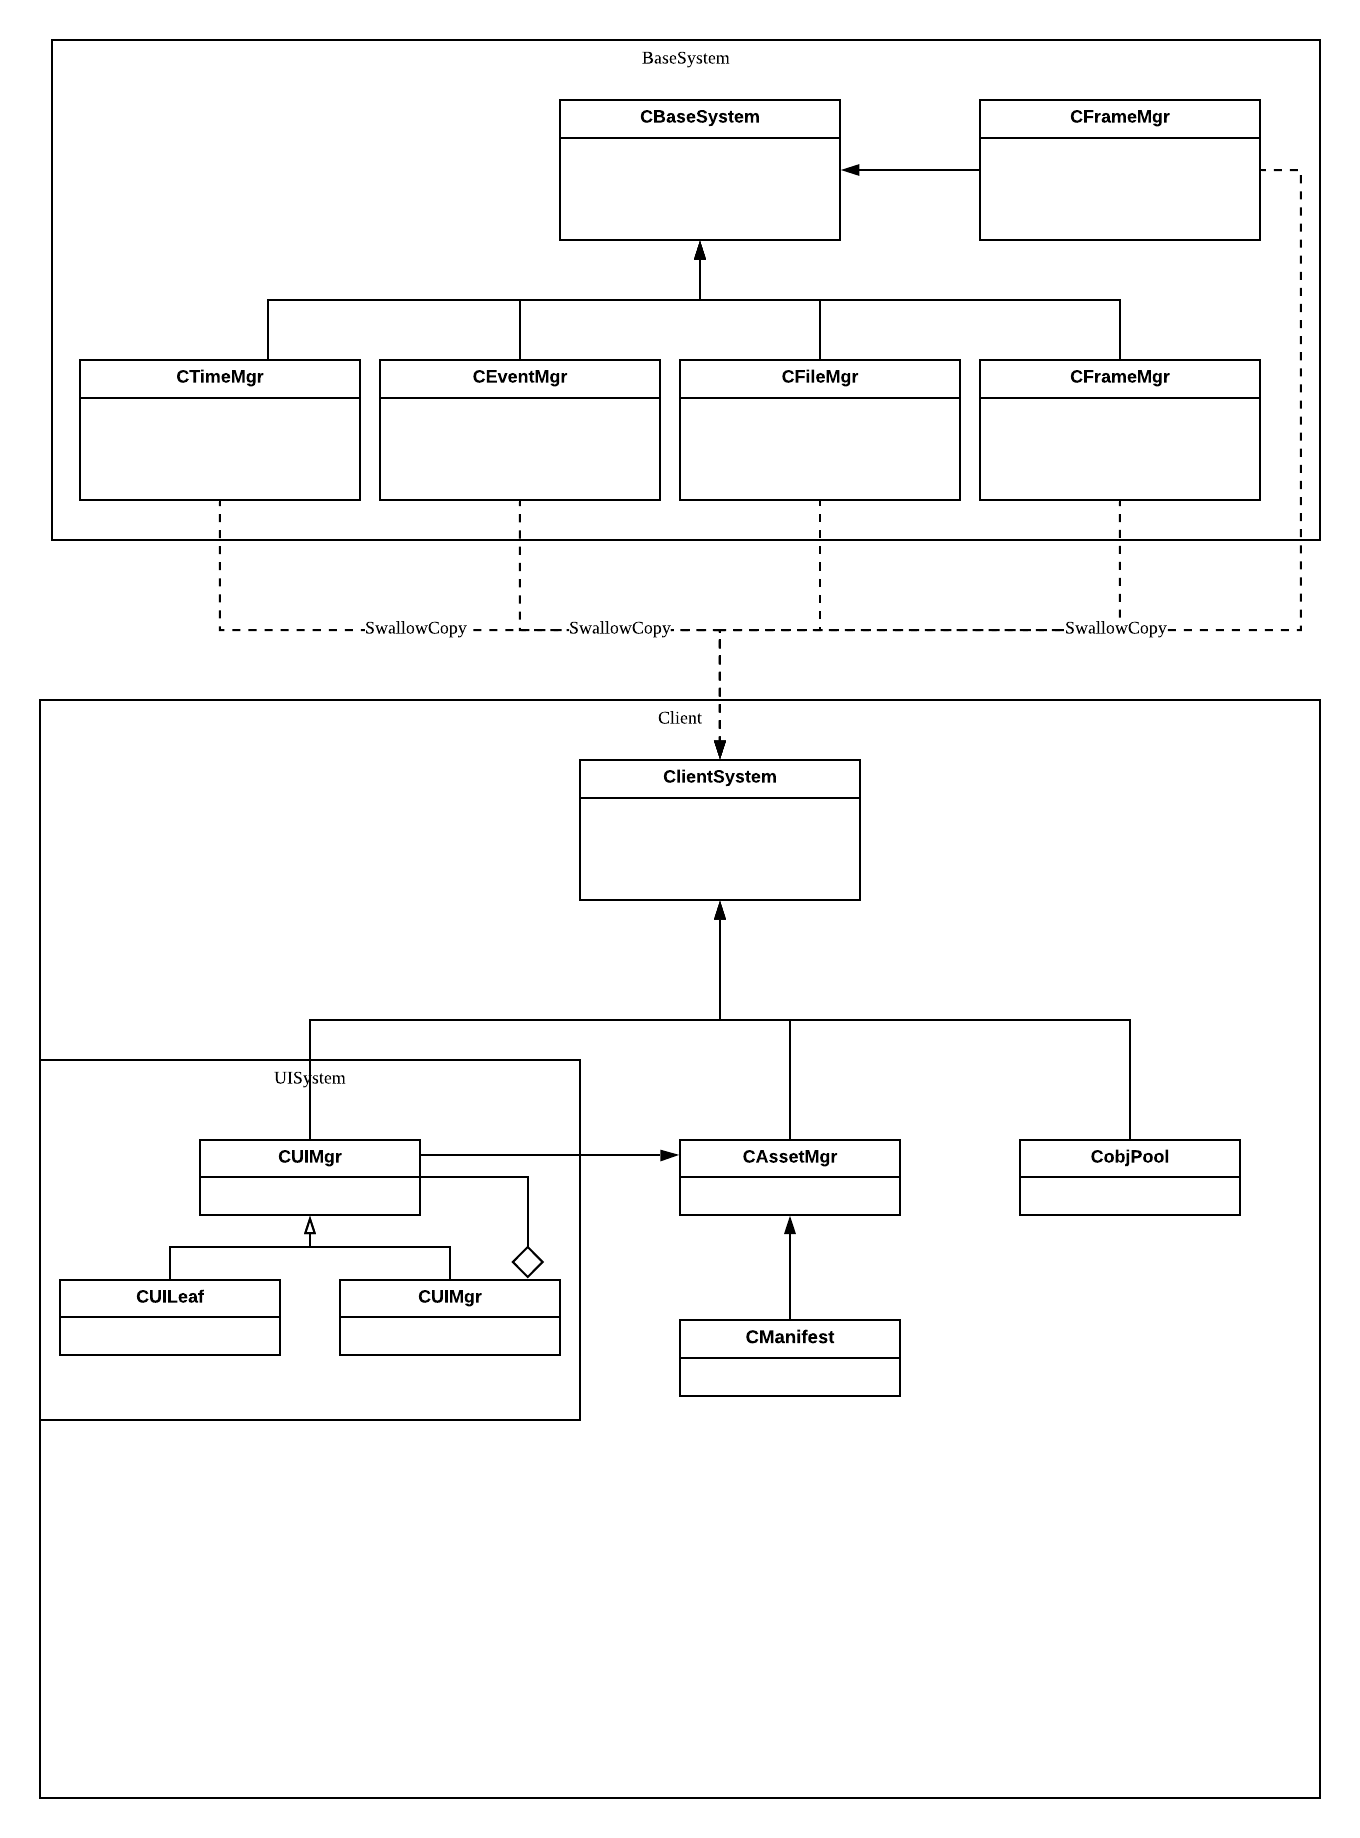 BaseSystem
CBaseSystem
CFrameMgr
CTimeMgr
CEventMgr
CFileMgr
CFrameMgr
SwallowCopy
SwallowCopy
SwallowCopy
Client
ClientSystem
UISystem
CUIMgr
CAssetMgr
CobjPool
CUILeaf
CUIMgr
CManifest